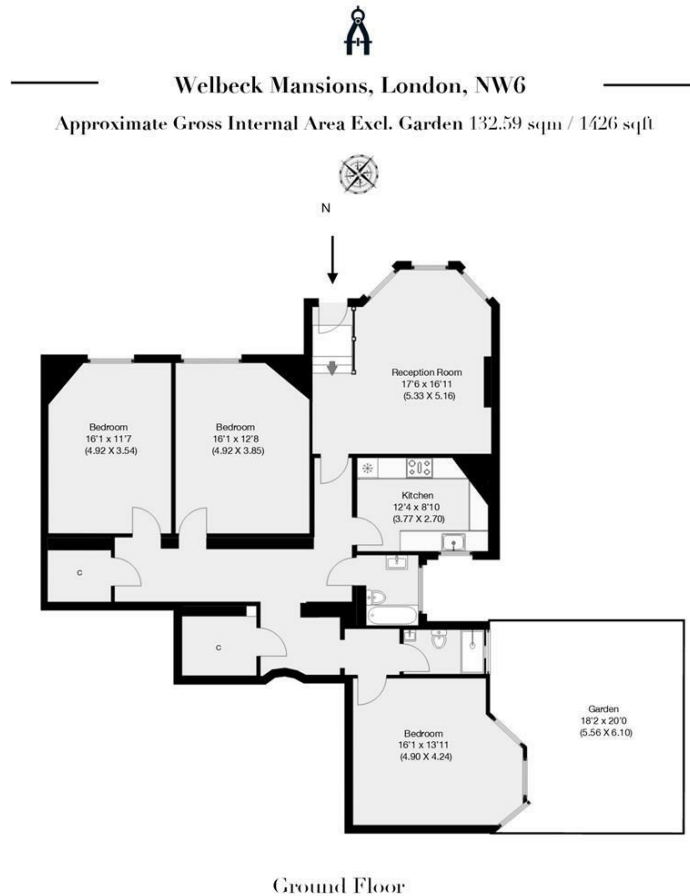 Welbeck Mansions, London, NW6
Approximate Gross Internal Area Excl. Garden 132.59 sqm / 1426 sqft
N
Reception Room
17'6 x 16'11
(5.33 X 5.16)
Bedroom
16'1 x 11'7
(4.92 X 3.54)
Bedroom
16'1 x 12'8
(4.92 X 3.85)
Kitchen
12'4 x 8'10
(3.77 X 2.70)
C
C
Bedroom
16'1 x 13'11
(4.90 X 4.24)
Garden
18'2 x 20'0
(5.56 X 6.10)
Ground Floor